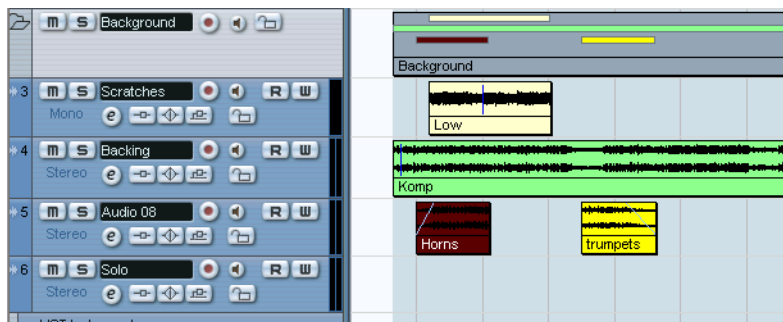 m S Background
Background
3 m S Scratches R W
Mono e
Low
4 m S Backing R W
Stereo e
Komp
5 m S Audio 08 R W
Stereo e
Horns trumpets
6 m S Solo R W
Stereo e